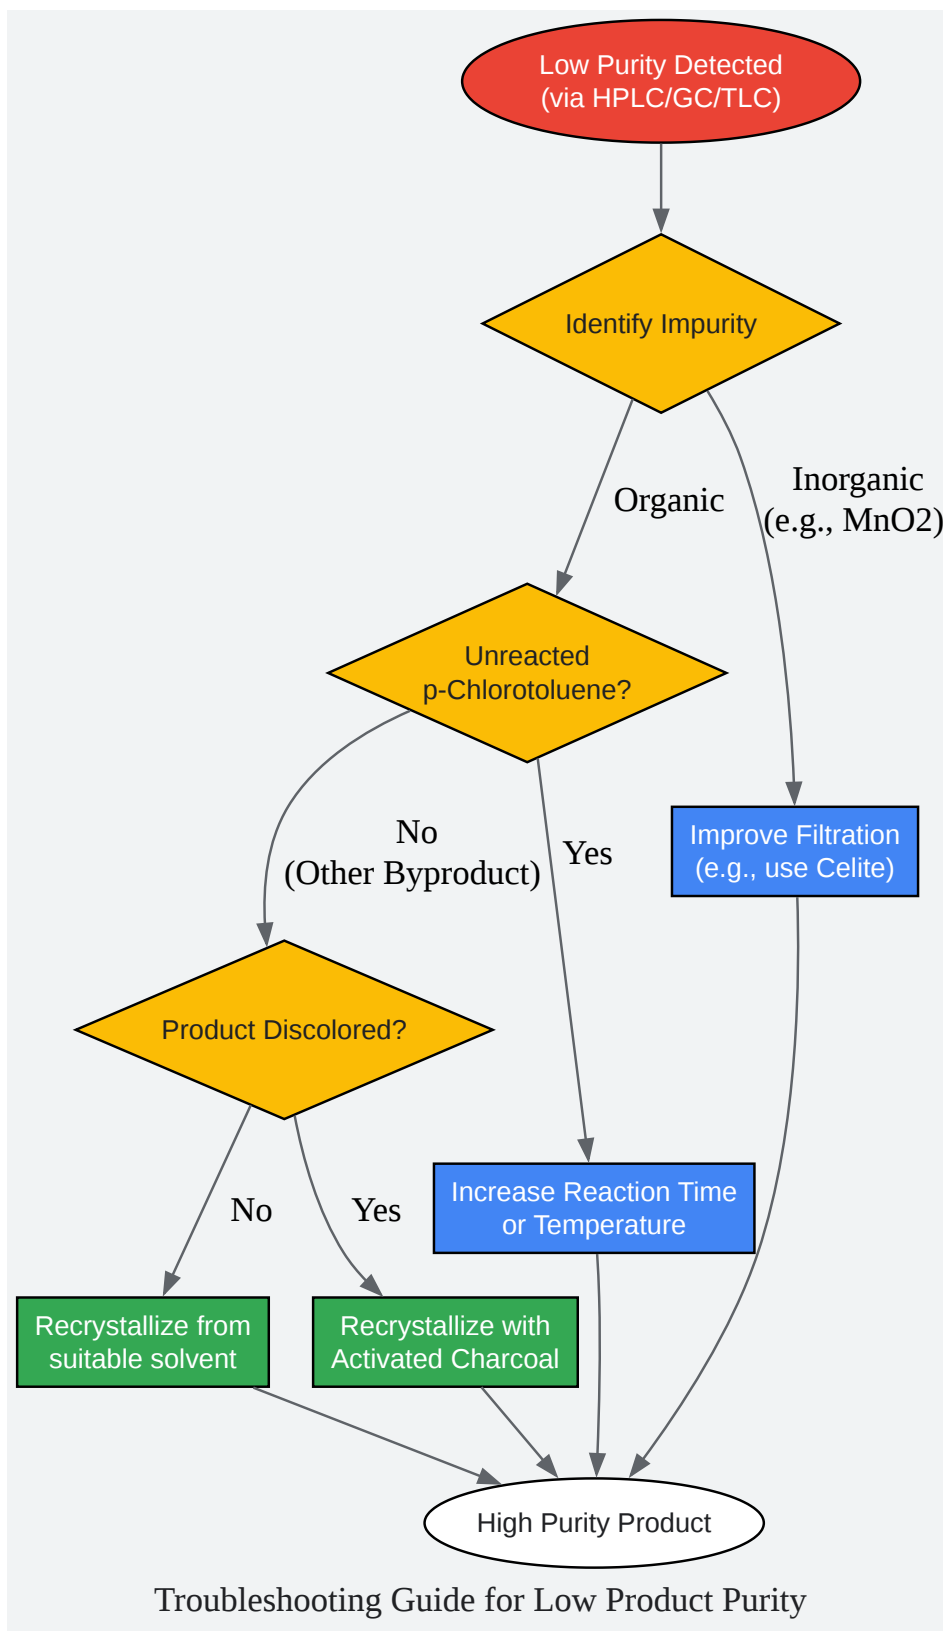 Low Purity Detected
(via HPLC/GC/TLC)
Identify Impurity
Organic
Inorganic
(e.g., MnO2)
Unreacted
p-Chlorotoluene?
No
(Other Byproduct)
Yes
Improve Filtration
(e.g., use Celite)
Product Discolored?
No
Yes
Increase Reaction Time
or Temperature
Recrystallize from
suitable solvent
Recrystallize with
Activated Charcoal
High Purity Product
Troubleshooting Guide for Low Product Purity